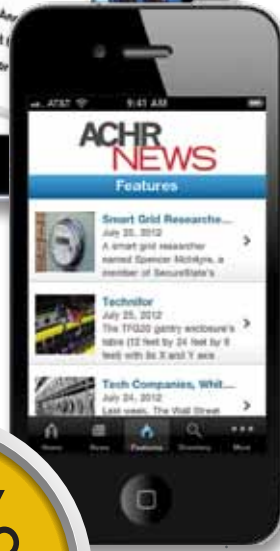 AT&T 9:41 AM
ACHR
NEWS
Features
Smart Grid Researche...
July 25, 2012
A smart grid researcher
named Spencer McIntyre, a
member of SecureState's
Technifor
July 25, 2012
The TFG20 gantry enclosure's
table (12 feet by 24 feet by 8
feet) with its X and Y axis
Tech Companies, Whit...
July 24, 2012
Last week, The Wall Street
Home News Features Directory More